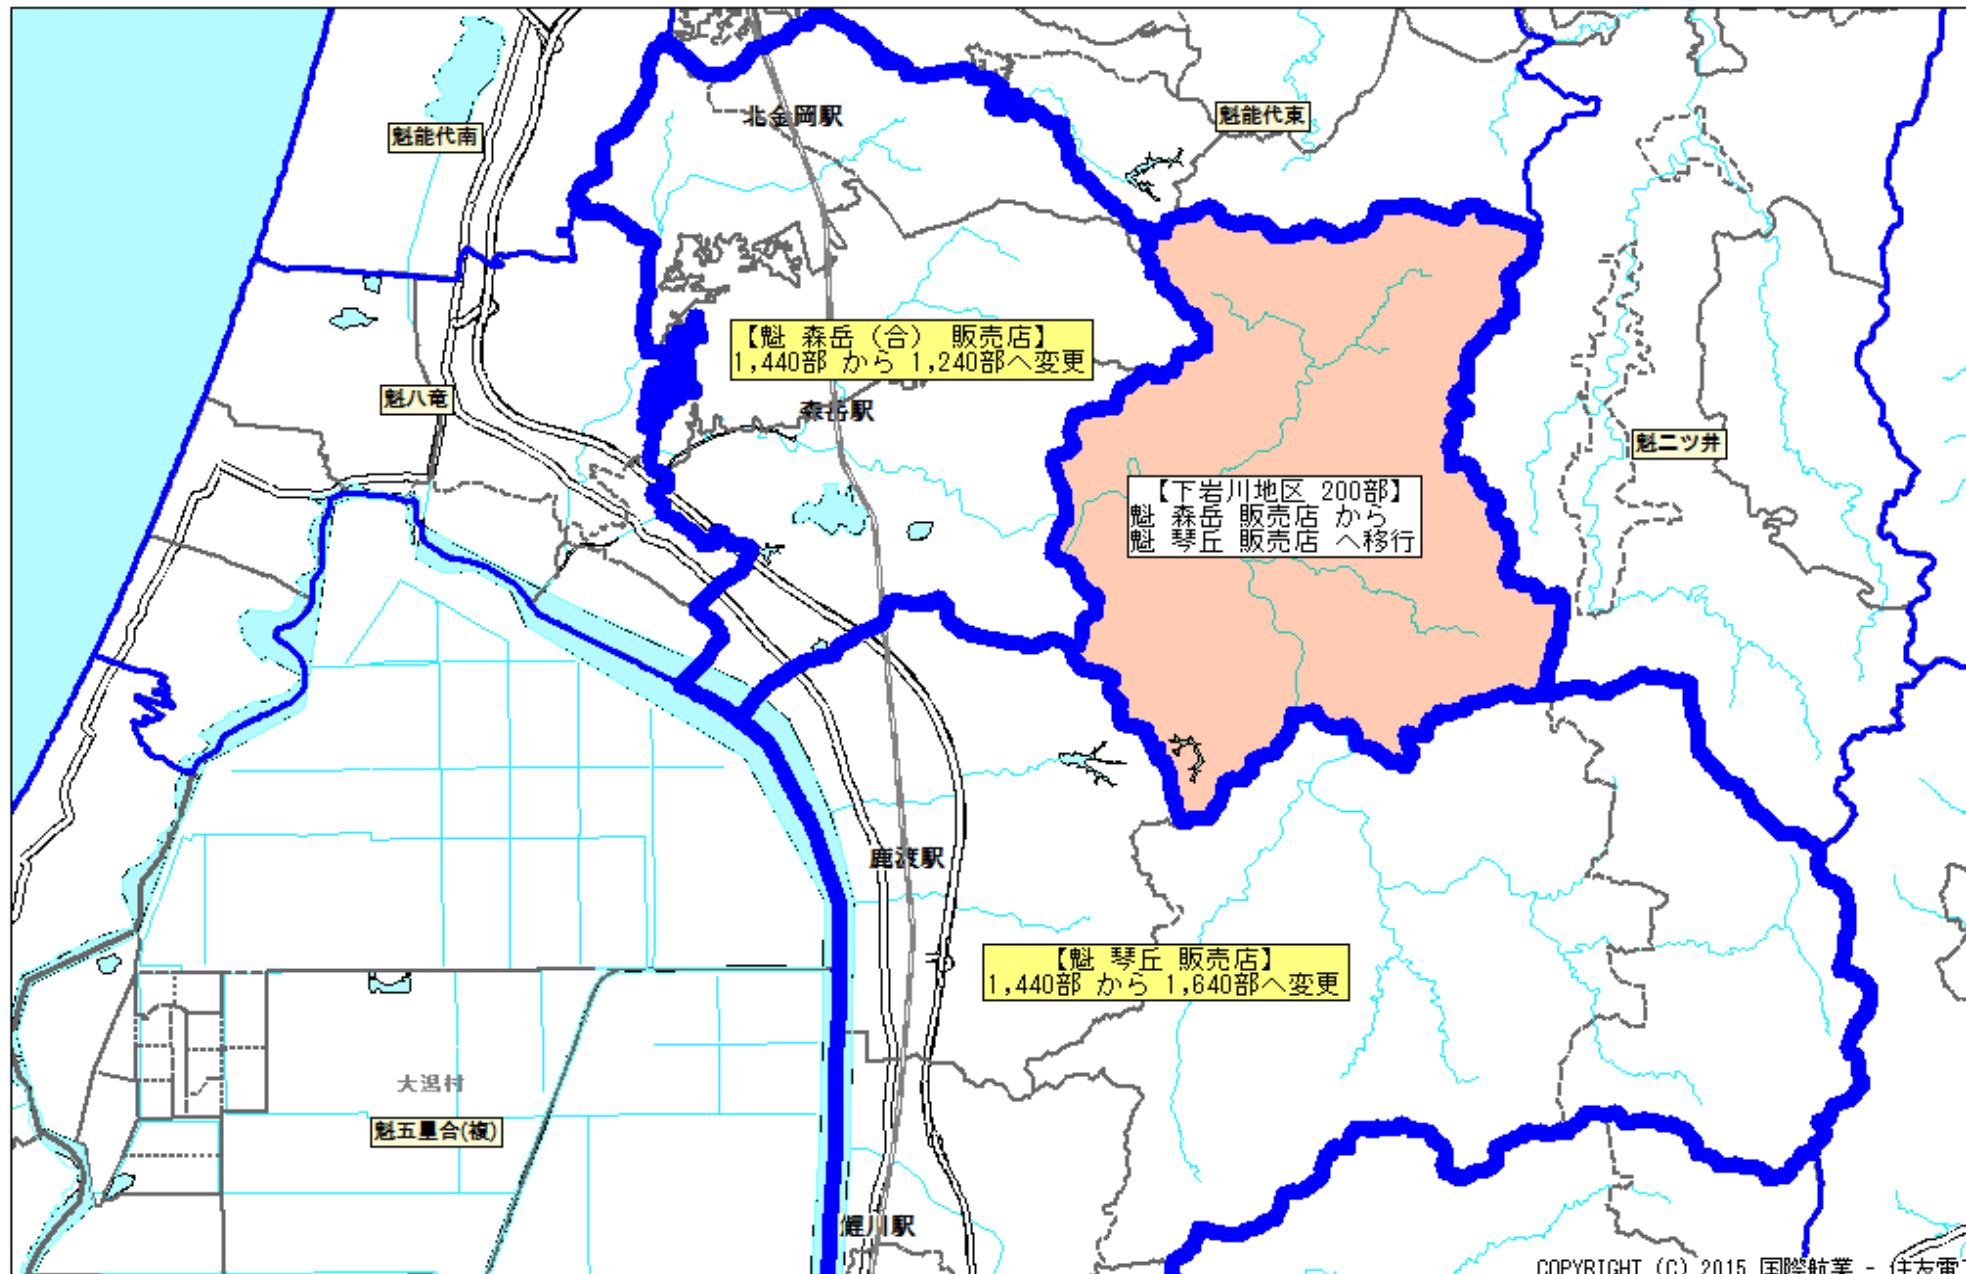 北金岡駅
魁能代東
魁能代南
【魁 森岳（合） 販売店】
1,440部 から 1,240部へ変更
魁八竜
森岳駅
魁二ツ井
【下岩川地区 200部】
魁 森岳 販売店 から
魁 琴丘 販売店 へ移行
鹿渡駅
【魁 琴丘 販売店】
1,440部 から 1,640部へ変更
大潟村
魁五里合(複)
鯉川駅
COPYRIGHT (C) 2015 国際航業 - 住友電